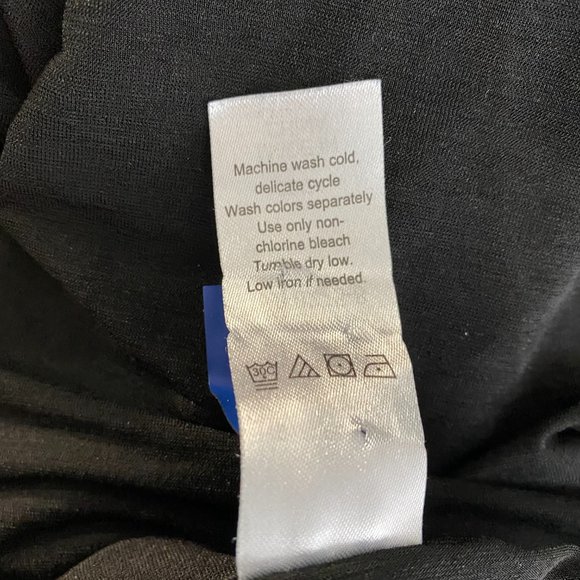 Machine wash cold,
delicate cycle
Wash colors separately
Use only non-
chlorine bleach
Tumble dry low.
Low iron if needed.
30C